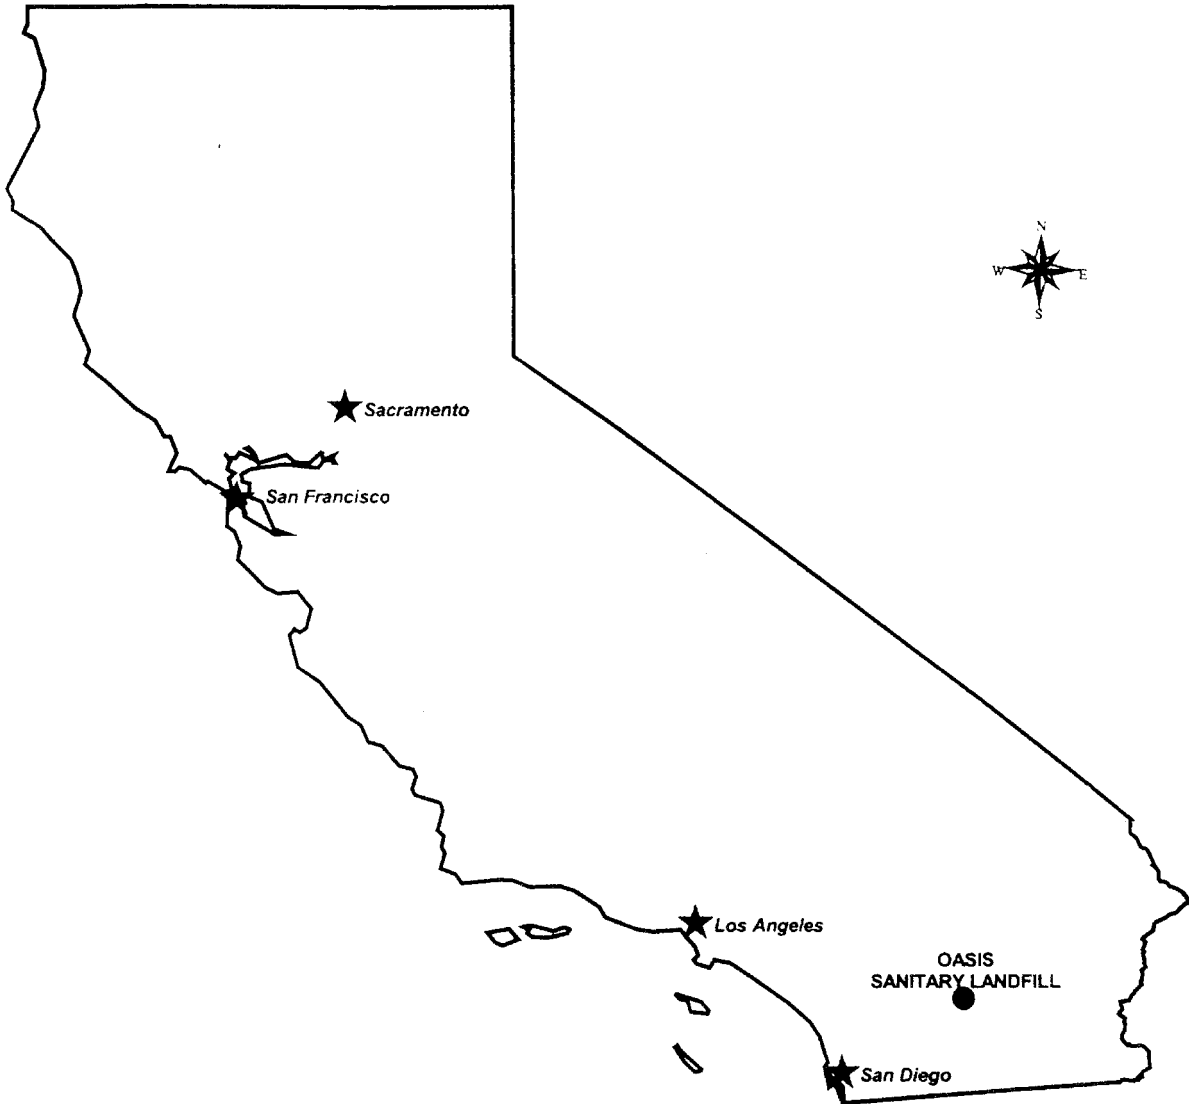 N
W E
S
Sacramento
San Francisco
Los Angeles
OASIS
SANITARY LANDFILL
San Diego